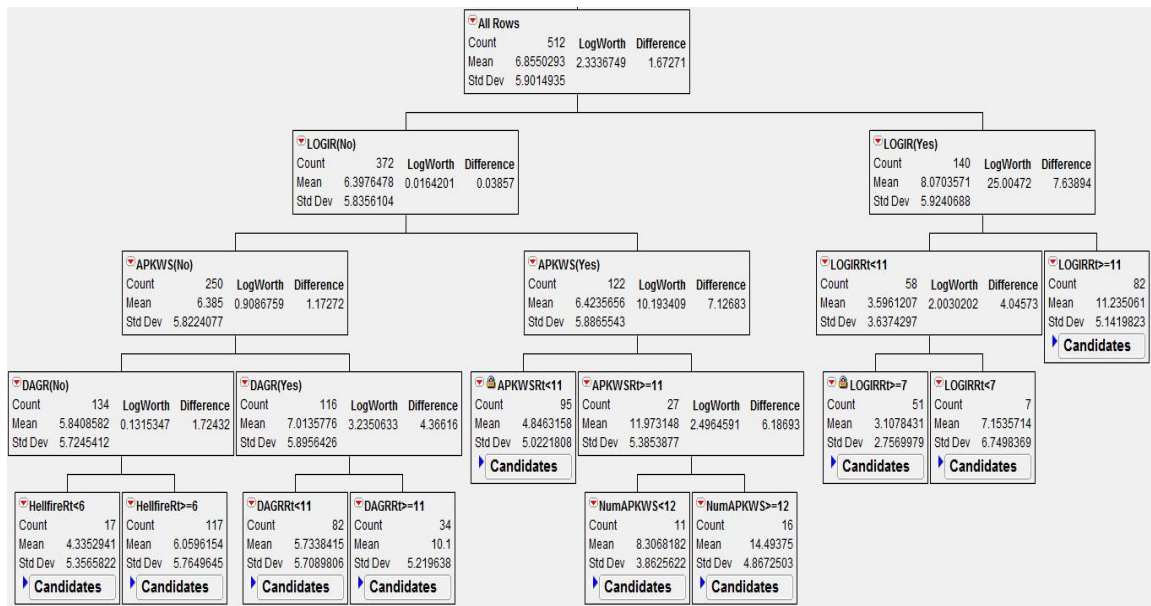 All Rows
Count 512 LogWorth Difference
Mean 6.8550293 2.3336749 1.67271
Std Dev 5.9014935
LOGIR(No)
Count 372 LogWorth Difference
Mean 6.3976478 0.0164201 0.03857
Std Dev 5.8356104
LOGIR(Yes)
Count 140 LogWorth Difference
Mean 8.0703571 25.00472 7.63894
Std Dev 5.9240688
APKWS(No)
Count 250 LogWorth Difference
Mean 6.385 0.9086759 1.17272
Std Dev 5.8224077
APKWS(Yes)
Count 122 LogWorth Difference
Mean 6.4235656 10.193409 7.12683
Std Dev 5.8865543
LOGIRRt<11
Count 58 LogWorth Difference
Mean 3.5961207 2.0030202 4.04573
Std Dev 3.6374297
LOGIRRt>=11
Count 82
Mean 11.235061
Std Dev 5.1419823
Candidates
DAGR(No)
Count 134 LogWorth Difference
Mean 5.8408582 0.1315347 1.72432
Std Dev 5.7245412
DAGR(Yes)
Count 116 LogWorth Difference
Mean 7.0135776 3.2350633 4.36616
Std Dev 5.8956426
APKWSRt<11
Count 95
Mean 4.8463158
Std Dev 5.0221808
Candidates
APKWSRt>=11
Count 27 LogWorth Difference
Mean 11.973148 2.4964591 6.18693
Std Dev 5.3853877
LOGIRRt>=7
Count 51
Mean 3.1078431
Std Dev 2.7569979
Candidates
LOGIRRt<7
Count 7
Mean 7.1535714
Std Dev 6.7498369
Candidates
HellfireRt<6
Count 17
Mean 4.3352941
Std Dev 5.3565822
Candidates
HellfireRt>=6
Count 117
Mean 6.0596154
Std Dev 5.7649645
Candidates
DAGRRt<11
Count 82
Mean 5.7338415
Std Dev 5.7089806
Candidates
DAGRRt>=11
Count 34
Mean 10.1
Std Dev 5.219638
Candidates
NumAPKWS<12
Count 11
Mean 8.3068182
Std Dev 3.8625622
Candidates
NumAPKWS>=12
Count 16
Mean 14.49375
Std Dev 4.8672503
Candidates